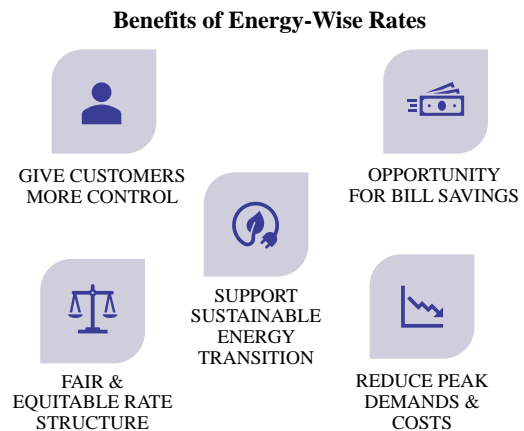 Benefits of Energy-Wise Rates
GIVE CUSTOMERS
MORE CONTROL
OPPORTUNITY
FOR BILL SAVINGS
SUPPORT
SUSTAINABLE
ENERGY
TRANSITION
FAIR &
EQUITABLE RATE
STRUCTURE
REDUCE PEAK
DEMANDS &
COSTS